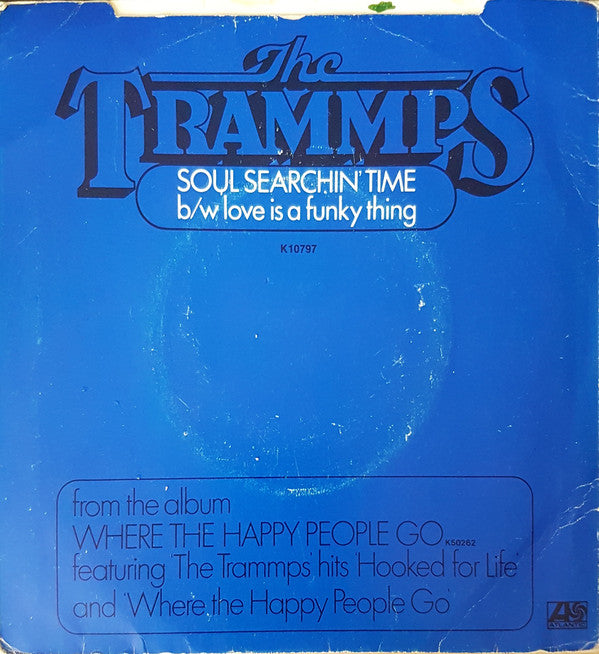 The
TRAMMPS
SOUL SEARCHIN' TIME
b/w love is a funky thing
K10797
from the album
WHERE THE HAPPY PEOPLE GO K50262
featuring 'The Trammps' hits 'Hooked for Life'
and 'Where the Happy People Go'
ATLANTIC